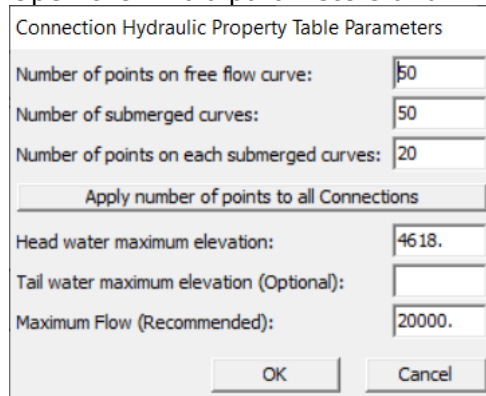 Connection Hydraulic Property Table Parameters
Number of points on free flow curve: 50
Number of submerged curves: 50
Number of points on each submerged curves: 20
Apply number of points to all Connections
Head water maximum elevation: 4618.
Tail water maximum elevation (Optional):
Maximum Flow (Recommended): 20000.
OK Cancel